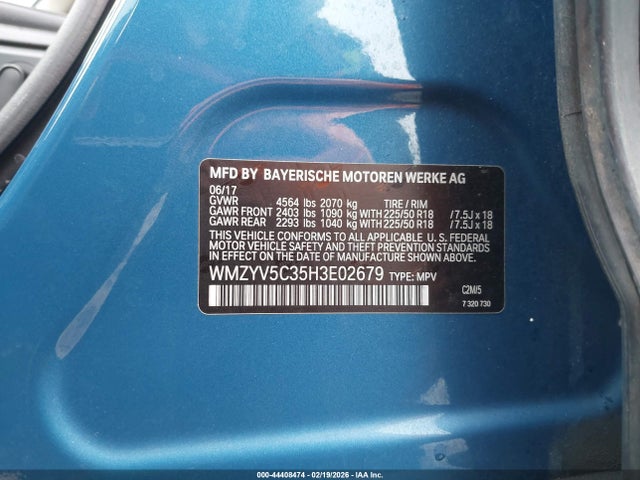 MFD BY BAYERISCHE MOTOREN WERKE AG
06/17
GVWR 4564 lbs 2070 kg TIRE / RIM
GAWR FRONT 2403 lbs 1090 kg WITH 225/50 R18 /7.5J x 18
GAWR REAR 2293 lbs 1040 kg WITH 225/50 R18 /7.5J x 18
THIS VEHICLE CONFORMS TO ALL APPLICABLE U.S. FEDERAL
MOTOR VEHICLE SAFETY, BUMPER, AND THEFT PREVENTION
STANDARDS IN EFFECT ON THE DATE OF
MANUFACTURE SHOWN ABOVE.
WMZYV5C35H3E02679 TYPE: MPV
C2M/5
7 320 730
000-44408474 - 02/19/2026 - IAA Inc.